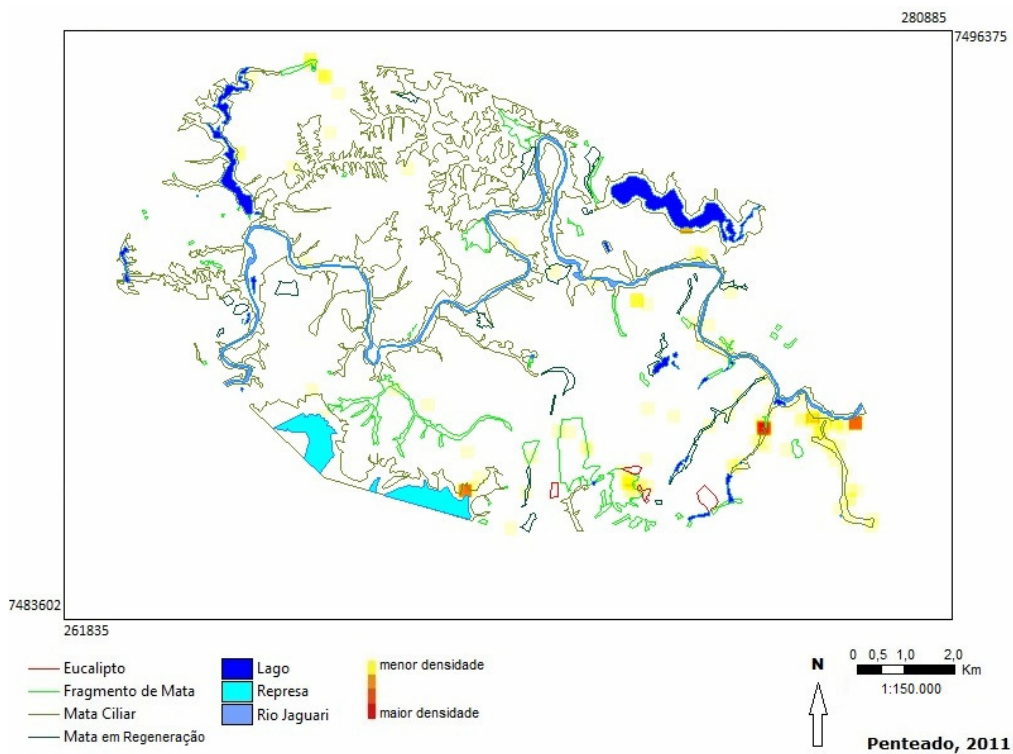 280885
7496375
7483602
261835
Eucalipto
Fragmento de Mata
Mata Ciliar
Mata em Regeneração
Lago
Represa
Rio Jaguari
menor densidade
maior densidade
N
0 0,5 1,0 2,0
Km
1:150.000
Penteado, 2011